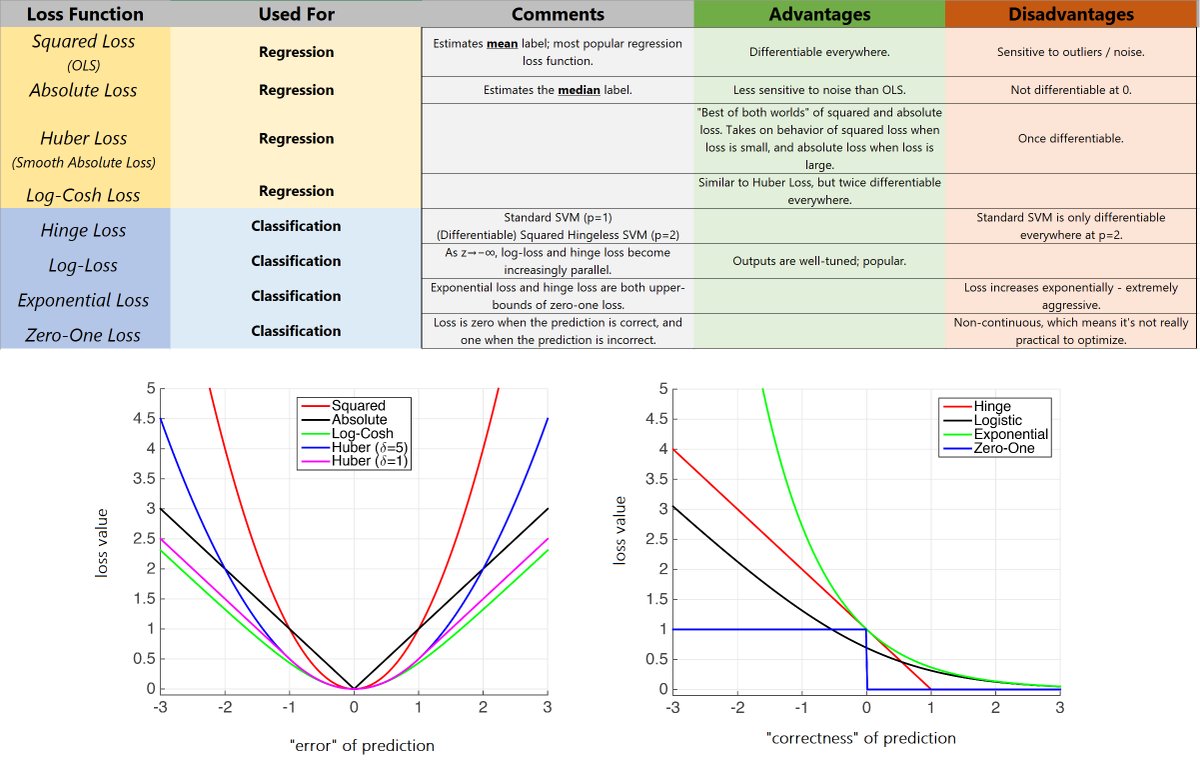 Loss Function Used For Comments Advantages Disadvantages
Squared Loss
(OLS)
Regression
Estimates mean label; most popular regression
loss function.
Differentiable everywhere.
Sensitive to outliers / noise.
Absolute Loss
Regression
Estimates the median label.
Less sensitive to noise than OLS.
Not differentiable at 0.
Huber Loss
(Smooth Absolute Loss)
Regression
"Best of both worlds" of squared and absolute
loss. Takes on behavior of squared loss when
loss is small, and absolute loss when loss is
large.
Once differentiable.
Log-Cosh Loss
Regression
Similar to Huber Loss, but twice differentiable
everywhere.
Hinge Loss
Classification
Standard SVM (p=1)
(Differentiable) Squared Hingeless SVM (p=2)
Standard SVM is only differentiable
everywhere at p=2.
Log-Loss
Classification
As z→−∞, log-loss and hinge loss become
increasingly parallel.
Outputs are well-tuned; popular.
Exponential Loss
Classification
Exponential loss and hinge loss are both upper-
bounds of zero-one loss.
Loss increases exponentially - extremely
aggressive.
Zero-One Loss
Classification
Loss is zero when the prediction is correct, and
one when the prediction is incorrect.
Non-continuous, which means it's not really
practical to optimize.
5
4.5
4
3.5
3
2.5
2
1.5
1
0.5
0
loss value
Squared
Absolute
Log-Cosh
Huber (δ=5)
Huber (δ=1)
-3 -2 -1 0 1 2 3
"error" of prediction
5
4.5
4
3.5
3
2.5
2
1.5
1
0.5
0
loss value
Hinge
Logistic
Exponential
Zero-One
-3 -2 -1 0 1 2 3
"correctness" of prediction